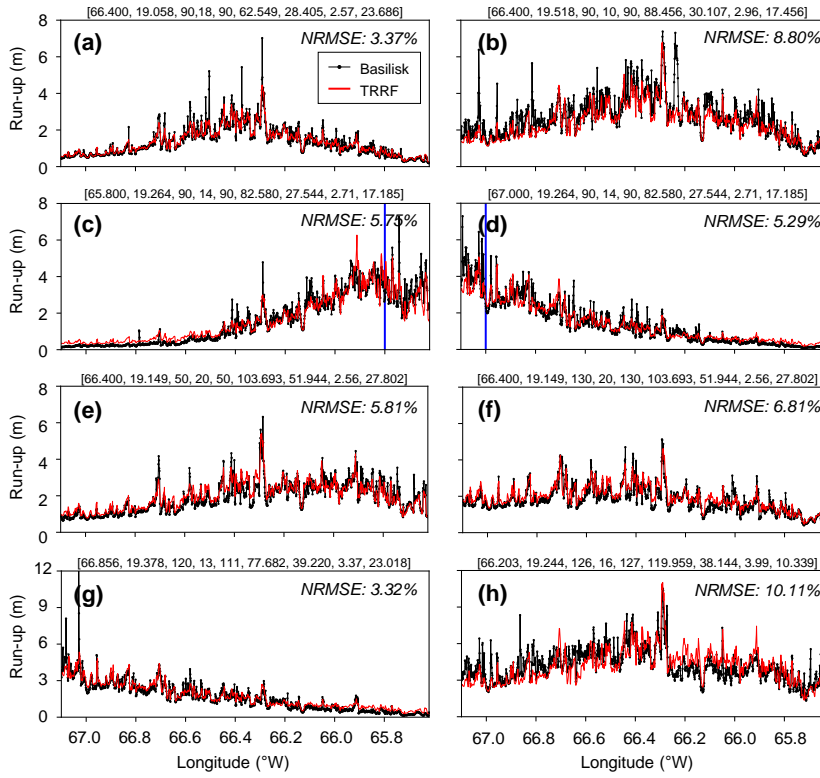 [66.400, 19.058, 90,18, 90, 62.549, 28.405, 2.57, 23.686]
[66.400, 19.518, 90, 10, 90, 88.456, 30.107, 2.96, 17.456]
(a)
NRMSE: 3.37%
Basilisk
TRRF
(b)
NRMSE: 8.80%
Run-up (m)
8
6
4
2
0
[65.800, 19.264, 90, 14, 90, 82.580, 27.544, 2.71, 17.185]
[67.000, 19.264, 90, 14, 90, 82.580, 27.544, 2.71, 17.185]
(c)
NRMSE: 5.75%
(d)
NRMSE: 5.29%
Run-up (m)
8
6
4
2
0
[66.400, 19.149, 50, 20, 50, 103.693, 51.944, 2.56, 27.802]
[66.400, 19.149, 130, 20, 130, 103.693, 51.944, 2.56, 27.802]
(e)
NRMSE: 5.81%
(f)
NRMSE: 6.81%
Run-up (m)
8
6
4
2
0
[66.856, 19.378, 120, 13, 111, 77.682, 39.220, 3.37, 23.018]
[66.203, 19.244, 126, 16, 127, 119.959, 38.144, 3.99, 10.339]
(g)
NRMSE: 3.32%
(h)
NRMSE: 10.11%
Run-up (m)
12
9
6
3
0
67.0 66.8 66.6 66.4 66.2 66.0 65.8
67.0 66.8 66.6 66.4 66.2 66.0 65.8
Longitude (°W)
Longitude (°W)